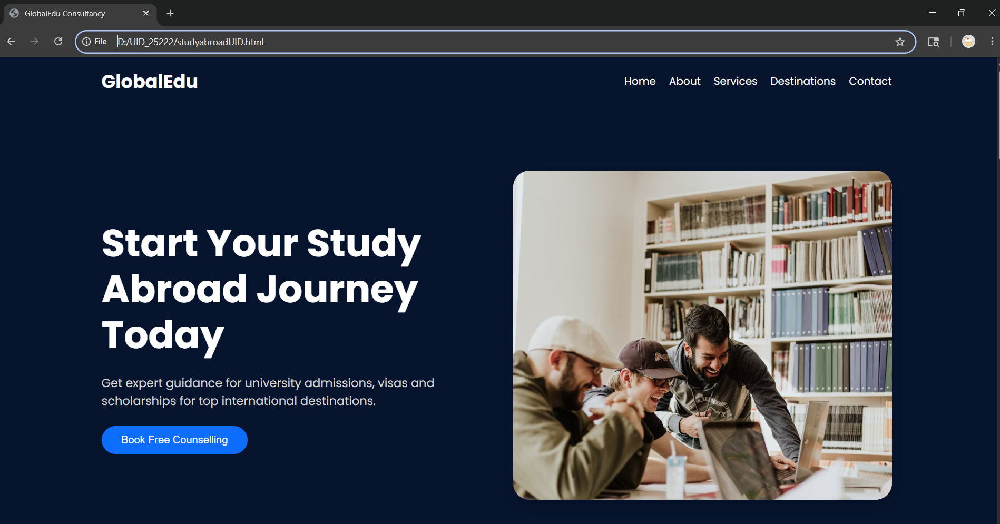 GlobalEdu Consultancy
File D:/UID_25222/studyabroadUID.html
GlobalEdu
Home About Services Destinations Contact
Start Your Study
Abroad Journey
Today
Get expert guidance for university admissions, visas and
scholarships for top international destinations.
Book Free Counselling